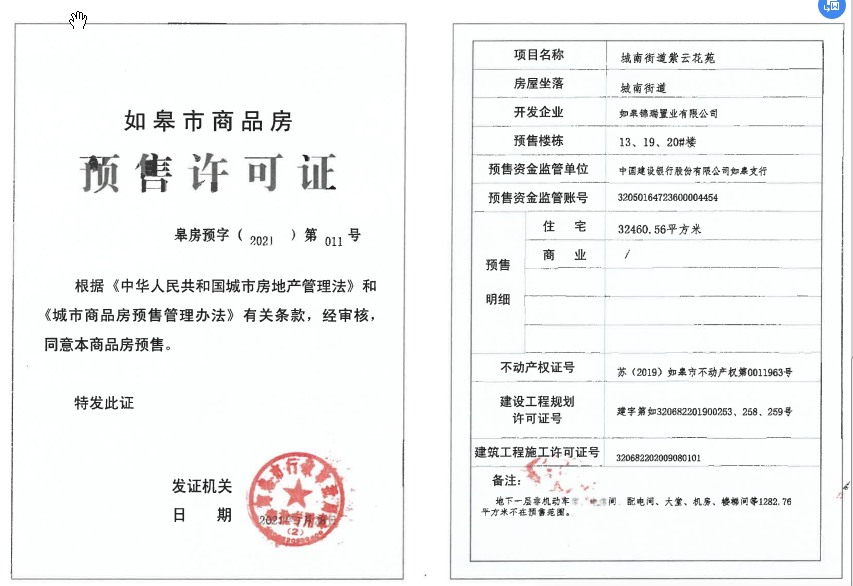 如皋市商品房
预售许可证
皋房预字（2021）第011号
根据《中华人民共和国城市房地产管理法》和
《城市商品房预售管理办法》有关条款，经审核，
同意本商品房预售。
特发此证
发证机关
日 期
(2)
项目名称 城南街道紫云花苑
房屋坐落 城南街道
开发企业 如皋锦瑞置业有限公司
预售楼栋 13、19、20#楼
预售资金监管单位 中国建设银行股份有限公司如皋支行
预售资金监管账号 32050164723600004454
预售
明细
住 宅 32460.56平方米
商 业 /
不动产权证号 苏（2019）如皋市不动产权第0011963号
建设工程规划
许可证号
建字第如320682201900253、258、259号
建筑工程施工许可证号 320682202009080101
备注：
地下一层非机动车 间、配电间、大堂、机房、楼梯间等1282.76
平方米不在预售范围。